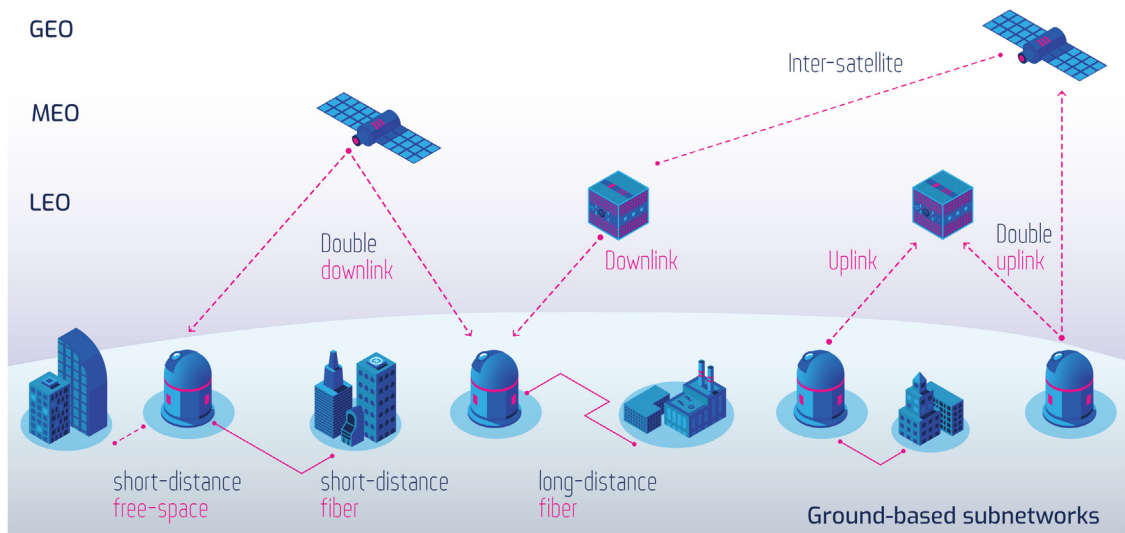 GEO
Inter-satellite
MEO
LEO
Double
downlink
Downlink
Uplink
Double
uplink
short-distance
free-space
short-distance
fiber
long-distance
fiber
Ground-based subnetworks